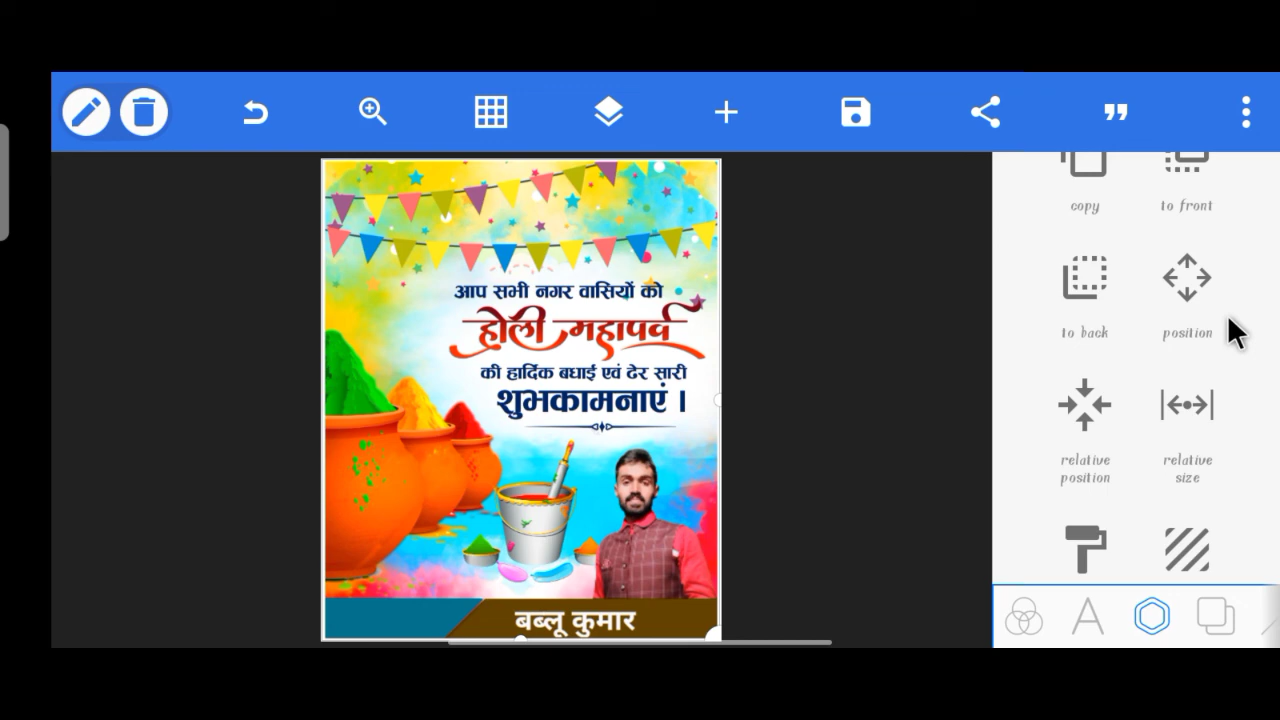 copy
to front
आप सभी नगर वासियों को
होली महापर्व
की हार्दिक बधाई एवं ढेर सारी
शुभकामनाएं ।
बब्लू कुमार
to back
position
relative
position
relative
size